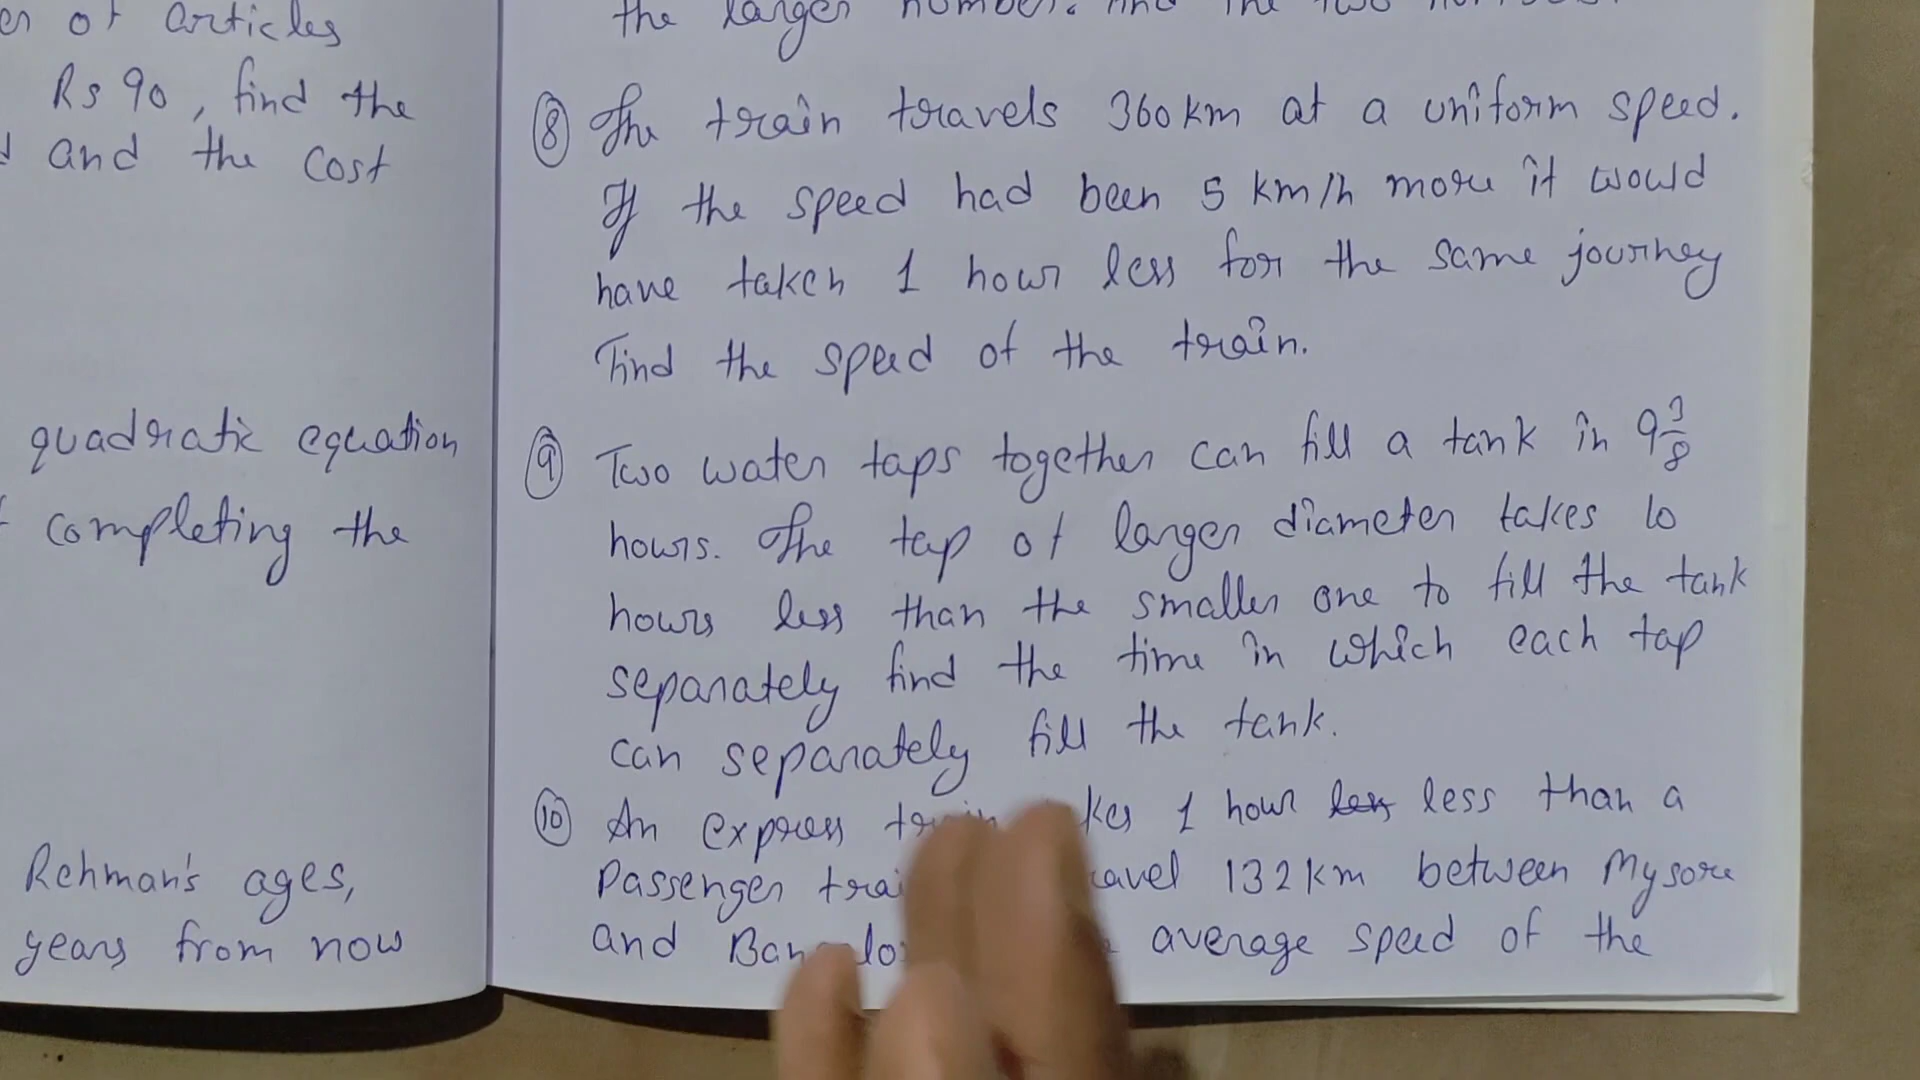 er of articles
Rs 90, find the
and the cost
quadratic equation
completing the
Rehman's ages,
years from now
the larger number. find the two
⑧ The train travels 360 km at a uniform speed.
If the speed had been 5 km/h more it would
have taken 1 hour less for the same journey
Find the speed of the train.
⑨ Two water taps together can fill a tank in 9 3/8
hours. The tap of larger diameter takes 10
hours less than the smaller one to fill the tank
separately find the time in which each tap
can separately fill the tank.
⑩ An express 1 hour less than a
Passenger 132 km between Mysore
and average speed of the